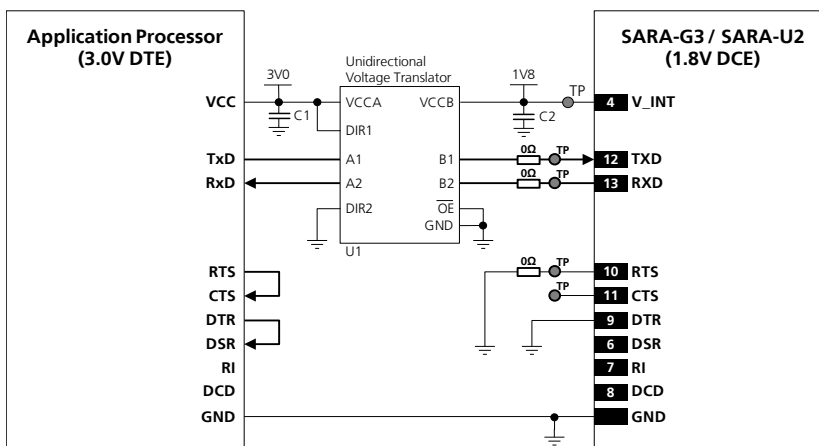 Application Processor
(3.0V DTE)
SARA-G3 / SARA-U2
(1.8V DCE)
Unidirectional
Voltage Translator
3V0
1V8
TP
VCC
VCCA
VCCB
4
V_INT
C1
C2
DIR1
0Ω
TP
TxD
A1
B1
12
TXD
0Ω
TP
RxD
A2
B2
13
RXD
DIR2
OE
GND
U1
0Ω
TP
RTS
10
RTS
TP
CTS
11
CTS
DTR
9
DTR
DSR
6
DSR
RI
7
RI
DCD
8
DCD
GND
GND